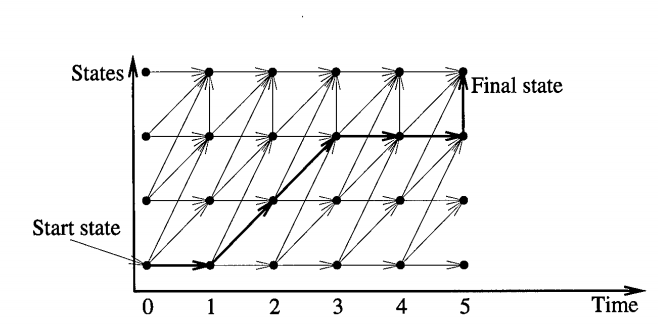 States
Final state
Start state
0 1 2 3 4 5 Time